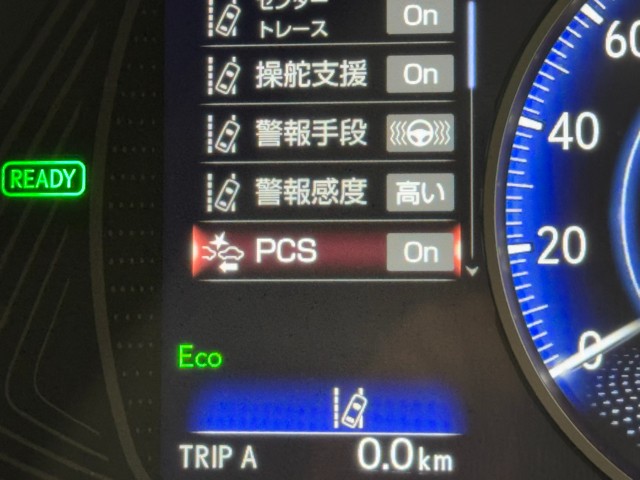 センター
トレース On
操舵支援 On
警報手段
警報感度 高い
PCS On
READY
Eco
TRIP A 0.0km
60
40
20
0